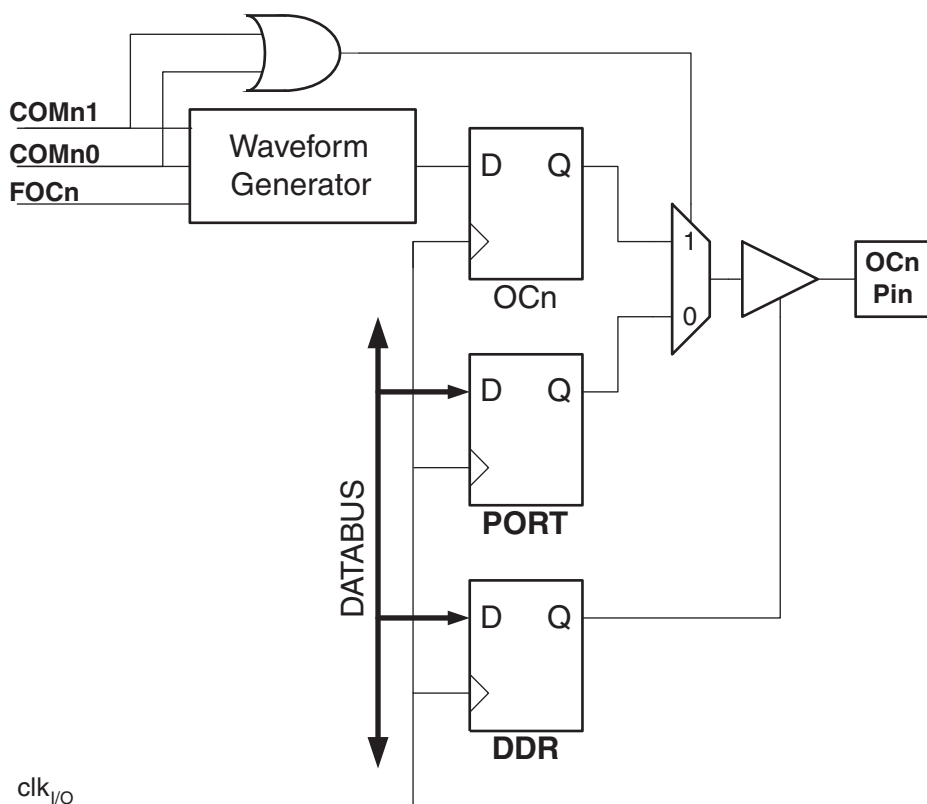 COMn1
COMn0
FOCn
Waveform
Generator
D Q
OCn
1
0
OCn
Pin
D Q
PORT
DATABUS
D Q
DDR
clkI/O